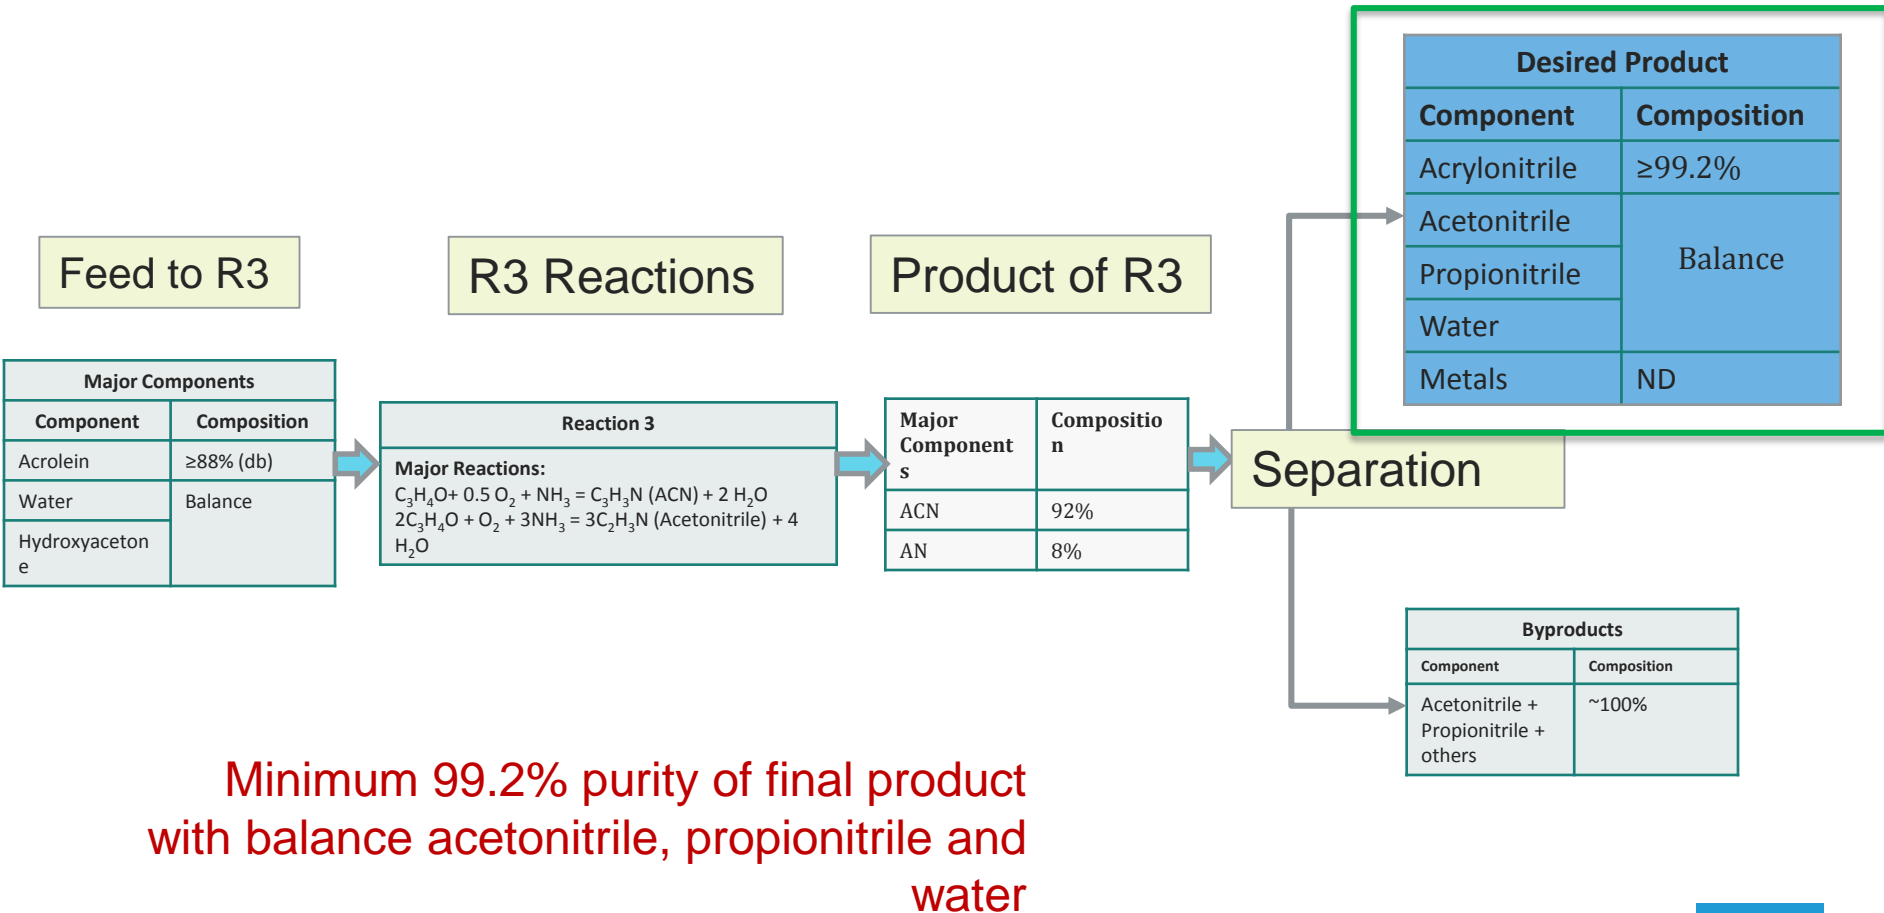 Feed to R3
R3 Reactions
Product of R3
Major Components
Component Composition
Acrolein ≥88% (db)
Water Balance
Hydroxyaceton
e
Reaction 3
Major Reactions:
C₃H₄O+ 0.5 O₂ + NH₃ = C₃H₃N (ACN) + 2 H₂O
2C₃H₄O + O₂ + 3NH₃ = 3C₂H₃N (Acetonitrile) + 4
H₂O
Major Compositio
Component n
s
ACN 92%
AN 8%
Separation
Desired Product
Component Composition
Acrylonitrile ≥99.2%
Acetonitrile
Propionitrile Balance
Water
Metals ND
Byproducts
Component Composition
Acetonitrile + ~100%
Propionitrile +
others
Minimum 99.2% purity of final product
with balance acetonitrile, propionitrile and
water